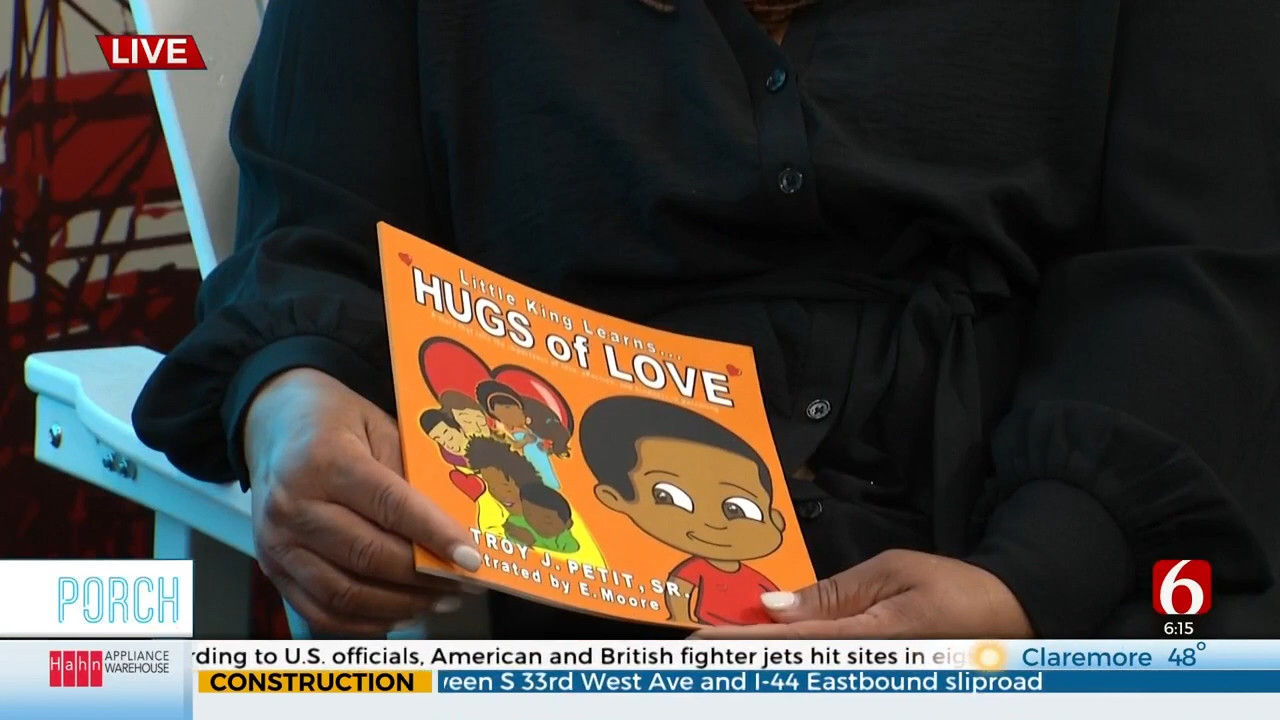 LIVE
Little King Learns...
HUGS of LOVE
TROY J. PETIT, SR.
trated by E. Moore
PORCH
6
6:15
Hahn APPLIANCE
WAREHOUSE
rding to U.S. officials, American and British fighter jets hit sites in eig
Claremore 48°
CONSTRUCTION
reen S 33rd West Ave and I-44 Eastbound sliproad